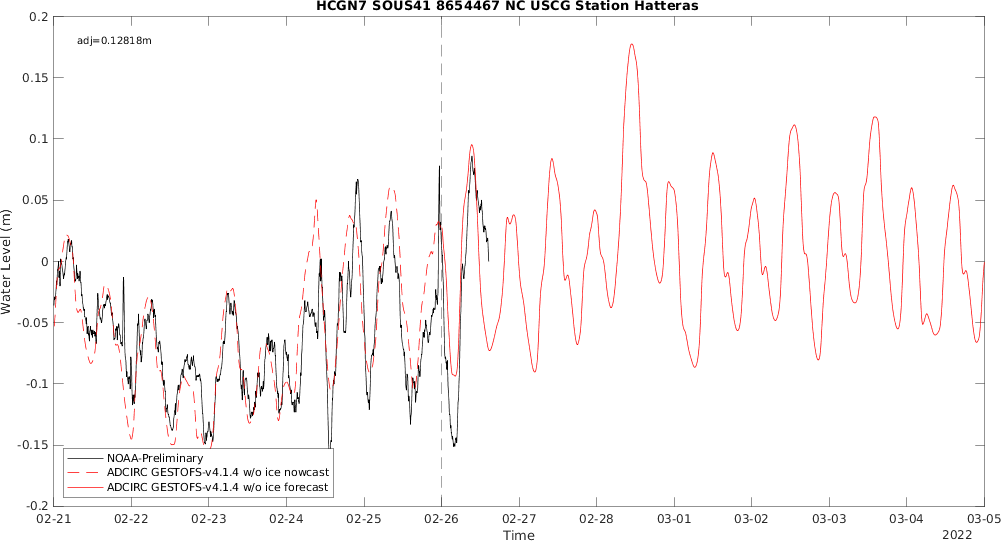 HCGN7 SOUS41 8654467 NC USCG Station Hatteras
adj=0.12818m
0.2
0.15
0.1
0.05
0
-0.05
-0.1
-0.15
-0.2
Water Level (m)
NOAA-Preliminary
ADCIRC GESTOFS-v4.1.4 w/o ice nowcast
ADCIRC GESTOFS-v4.1.4 w/o ice forecast
02-21 02-22 02-23 02-24 02-25 02-26 02-27 02-28 03-01 03-02 03-03 03-04 03-05
Time
2022